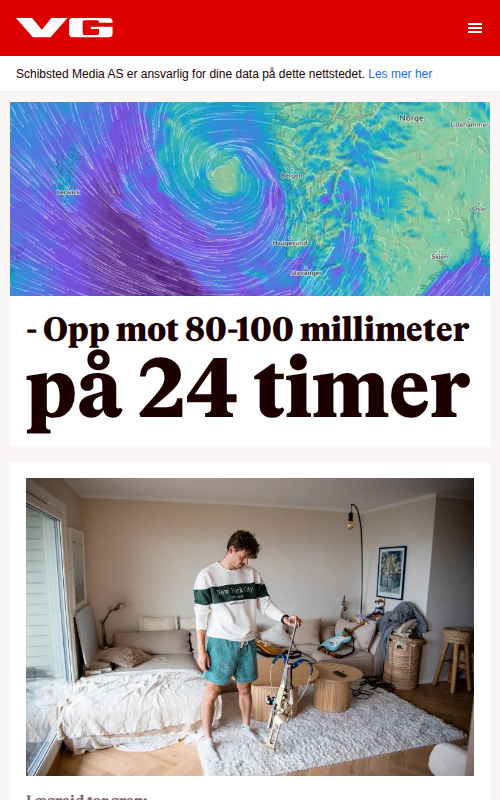 VG
Schibsted Media AS er ansvarlig for dine data på dette nettstedet. Les mer her
Norge
Lillehammer
Lerwick
Bergen
Oslo
Haugesund
Skien
Stavanger
- Opp mot 80-100 millimeter
på 24 timer
New York City